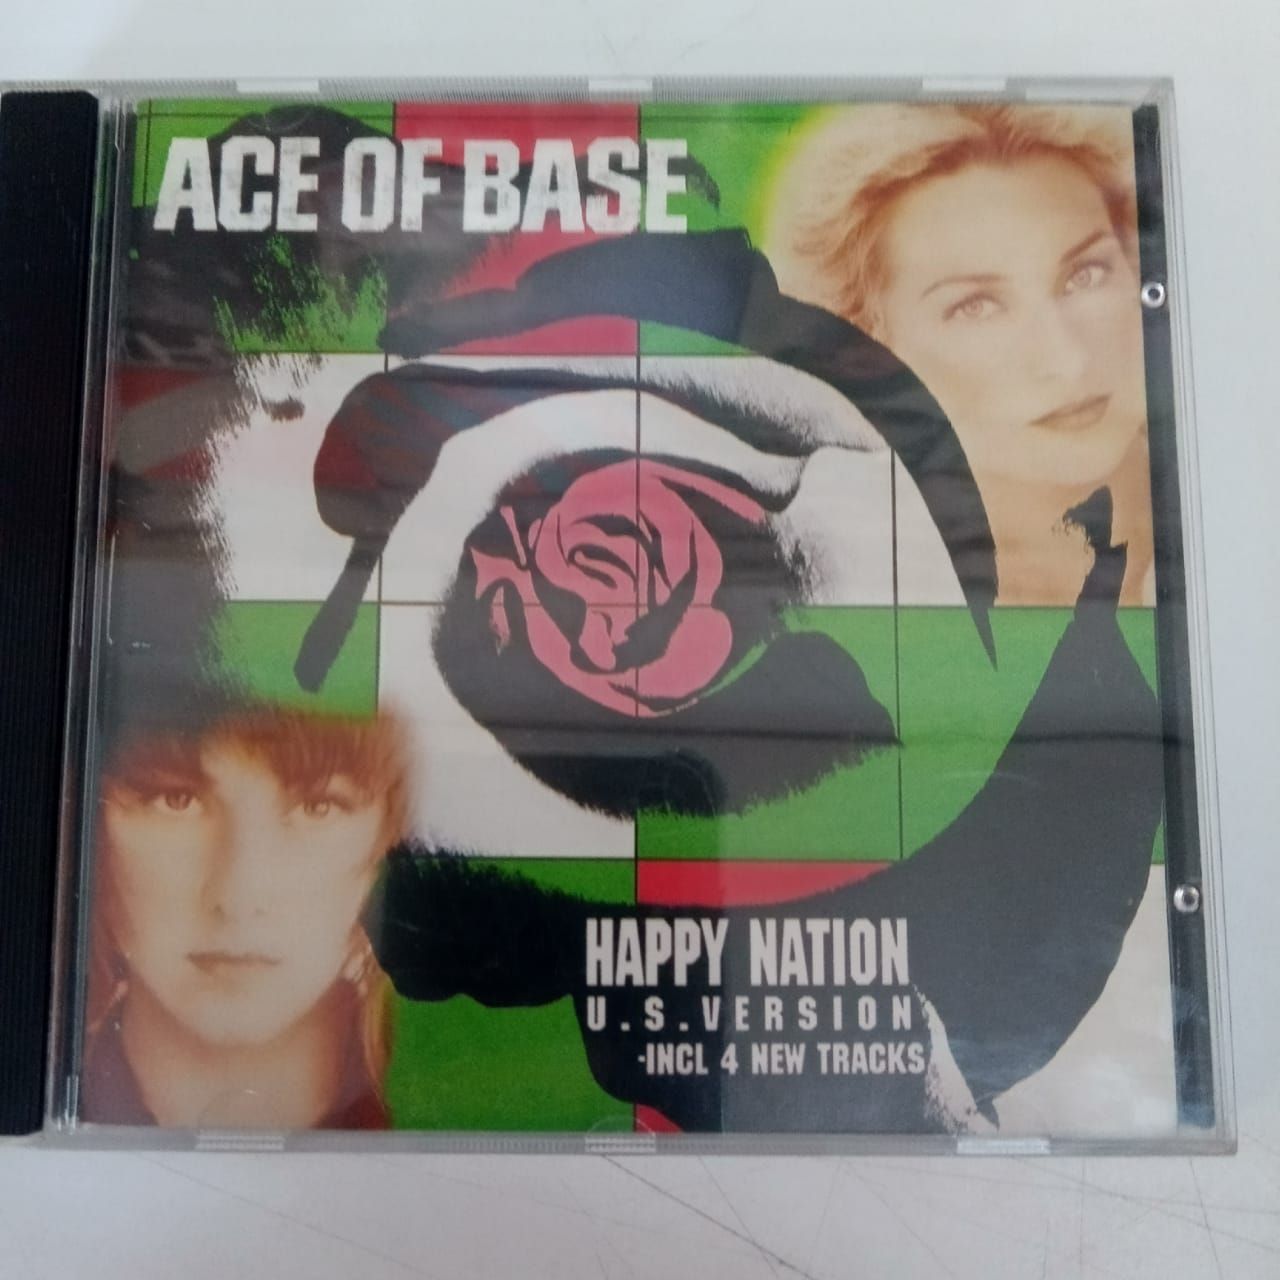 ACE OF BASE
HAPPY NATION
U.S.VERSION
-INCL 4 NEW TRACKS